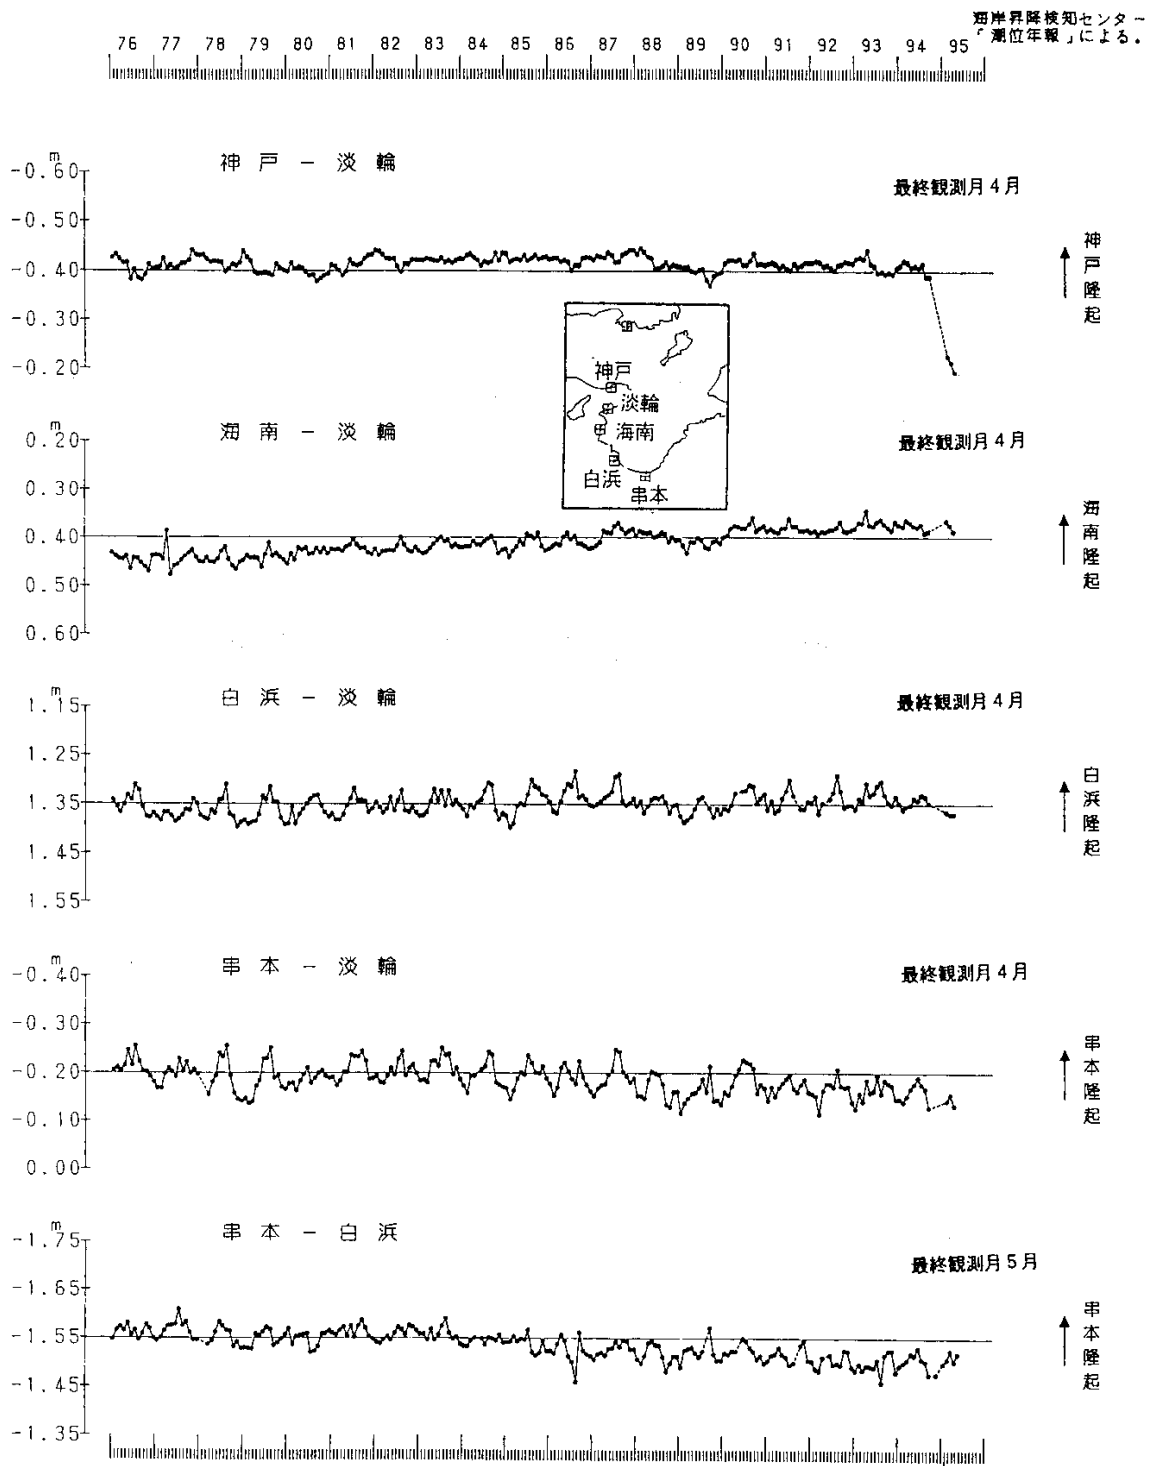 海岸昇降検知センター
「潮位年報」による.
76 77 78 79 80 81 82 83 84 85 86 87 88 89 90 91 92 93 94 95
神戸-淡輪
最終観測月4月
m
-0.60
-0.50
-0.40
-0.30
-0.20
神戸隆起
神戸
淡輪
海南
白浜
串本
海南-淡輪
最終観測月4月
m
0.20
0.30
0.40
0.50
0.60
海南隆起
白浜-淡輪
最終観測月4月
m
1.15
1.25
1.35
1.45
1.55
白浜隆起
串本-淡輪
最終観測月4月
m
-0.40
-0.30
-0.20
-0.10
0.00
串本隆起
串本-白浜
最終観測月5月
m
-1.75
-1.65
-1.55
-1.45
-1.35
串本隆起